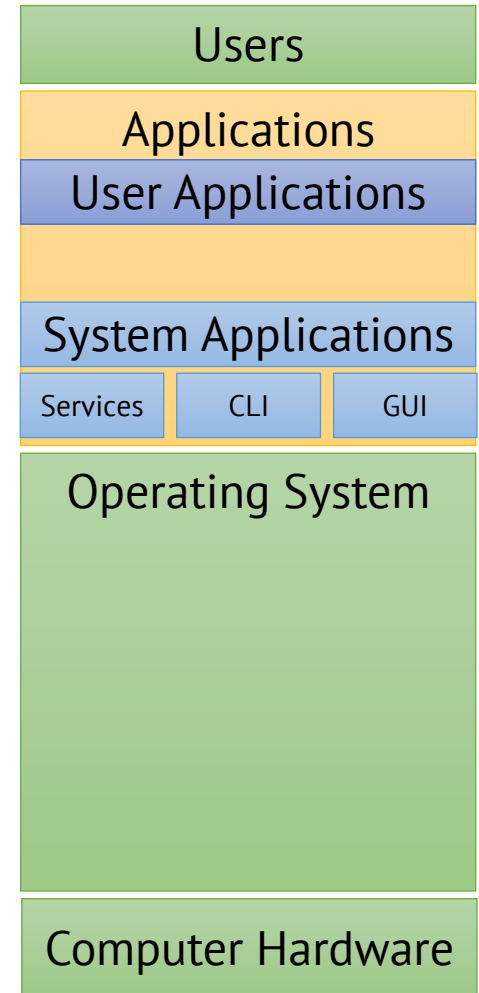 Users
Applications
User Applications
System Applications
Services CLI GUI
Operating System
Computer Hardware